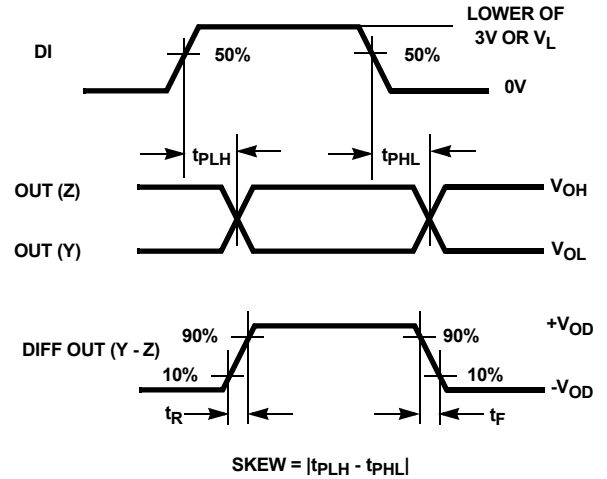 LOWER OF
3V OR VL
DI
50%
50%
0V
tPLH
tPHL
OUT (Z)
VOH
OUT (Y)
VOL
+VOD
90%
90%
DIFF OUT (Y - Z)
10%
10%
-VOD
tR
tF
SKEW = |tPLH - tPHL|